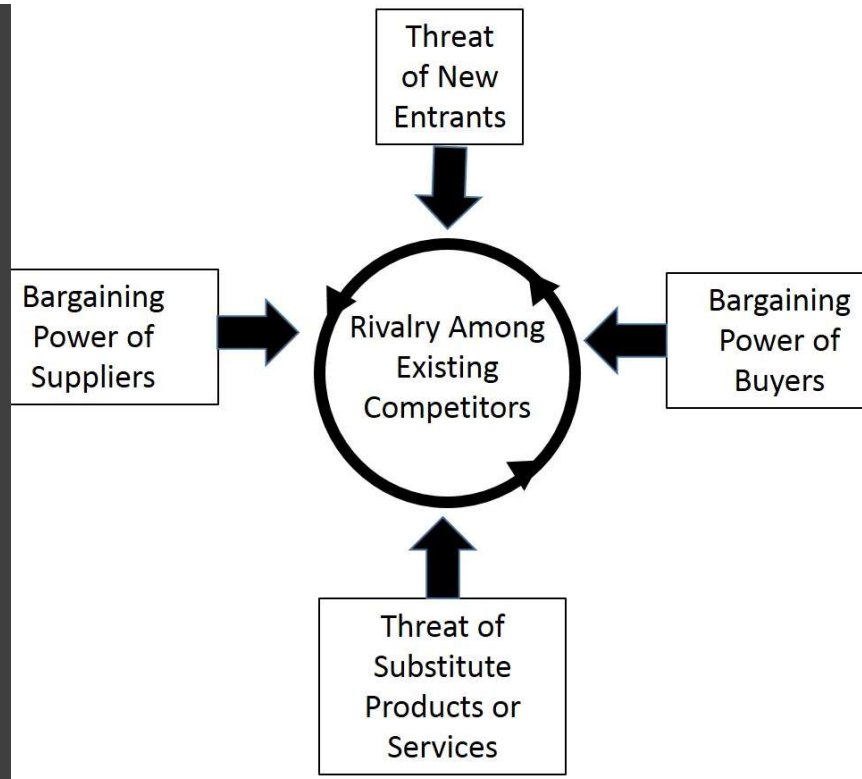 Threat
of New
Entrants
Bargaining
Power of
Suppliers
Rivalry Among
Existing
Competitors
Bargaining
Power of
Buyers
Threat of
Substitute
Products or
Services